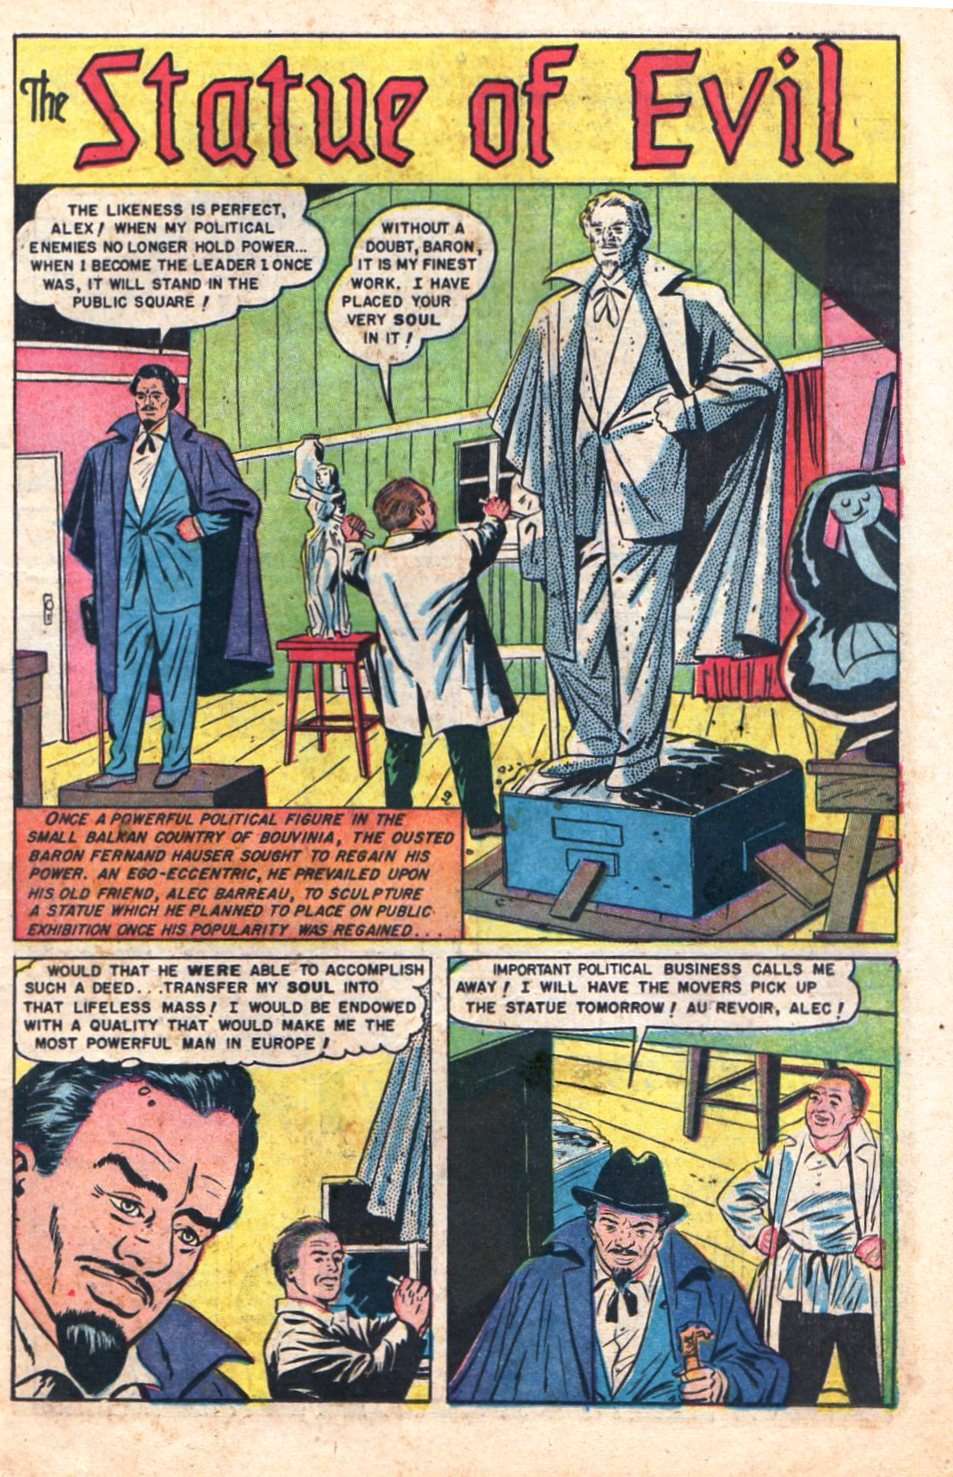 The Statue of Evil
THE LIKENESS IS PERFECT,
ALEX! WHEN MY POLITICAL
ENEMIES NO LONGER HOLD POWER...
WHEN I BECOME THE LEADER I ONCE
WAS, IT WILL STAND IN THE
PUBLIC SQUARE!
WITHOUT A
DOUBT, BARON,
IT IS MY FINEST
WORK. I HAVE
PLACED YOUR
VERY SOUL
IN IT!
ONCE A POWERFUL POLITICAL FIGURE IN THE
SMALL BALKAN COUNTRY OF BOUVINIA, THE OUSTED
BARON FERNAND HAUSER SOUGHT TO REGAIN HIS
POWER. AN EGO-ECCENTRIC, HE PREVAILED UPON
HIS OLD FRIEND, ALEC BARREAU, TO SCULPTURE
A STATUE WHICH HE PLANNED TO PLACE ON PUBLIC
EXHIBITION ONCE HIS POPULARITY WAS REGAINED...
WOULD THAT HE WERE ABLE TO ACCOMPLISH
SUCH A DEED...TRANSFER MY SOUL INTO
THAT LIFELESS MASS! I WOULD BE ENDOWED
WITH A QUALITY THAT WOULD MAKE ME THE
MOST POWERFUL MAN IN EUROPE!
IMPORTANT POLITICAL BUSINESS CALLS ME
AWAY! I WILL HAVE THE MOVERS PICK UP
THE STATUE TOMORROW! AU REVOIR, ALEC!